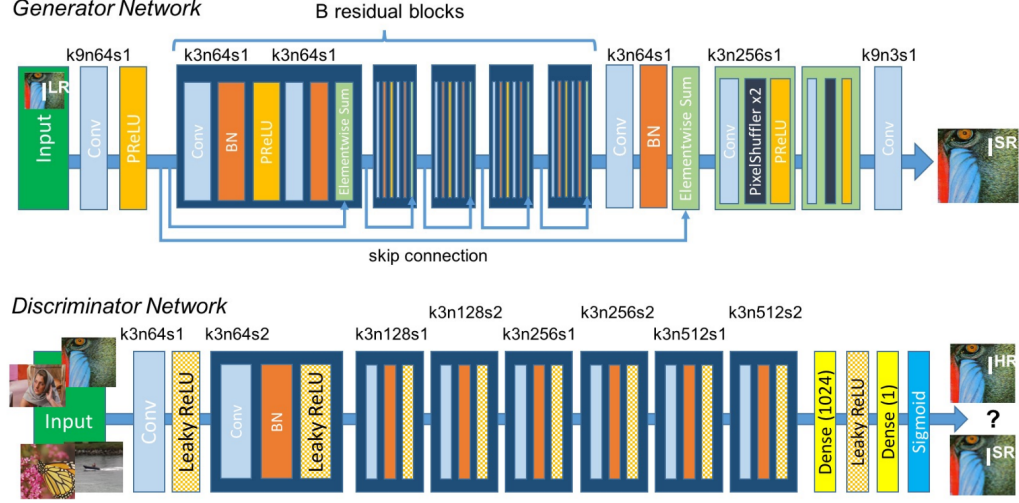 Generator Network
B residual blocks
k9n64s1
k3n64s1
k3n64s1
k3n64s1
k3n256s1
k9n3s1
I LR
Input
Conv
PReLU
Conv
BN
PReLU
Elementwise Sum
Conv
BN
Elementwise Sum
Conv
PixelShuffler x2
PReLU
Conv
I SR
skip connection
Discriminator Network
k3n128s2
k3n256s2
k3n512s2
k3n64s1
k3n64s2
k3n128s1
k3n256s1
k3n512s1
Input
Conv
Leaky ReLU
Conv
BN
Leaky ReLU
Dense (1024)
Leaky ReLU
Dense (1)
Sigmoid
I HR
?
I SR